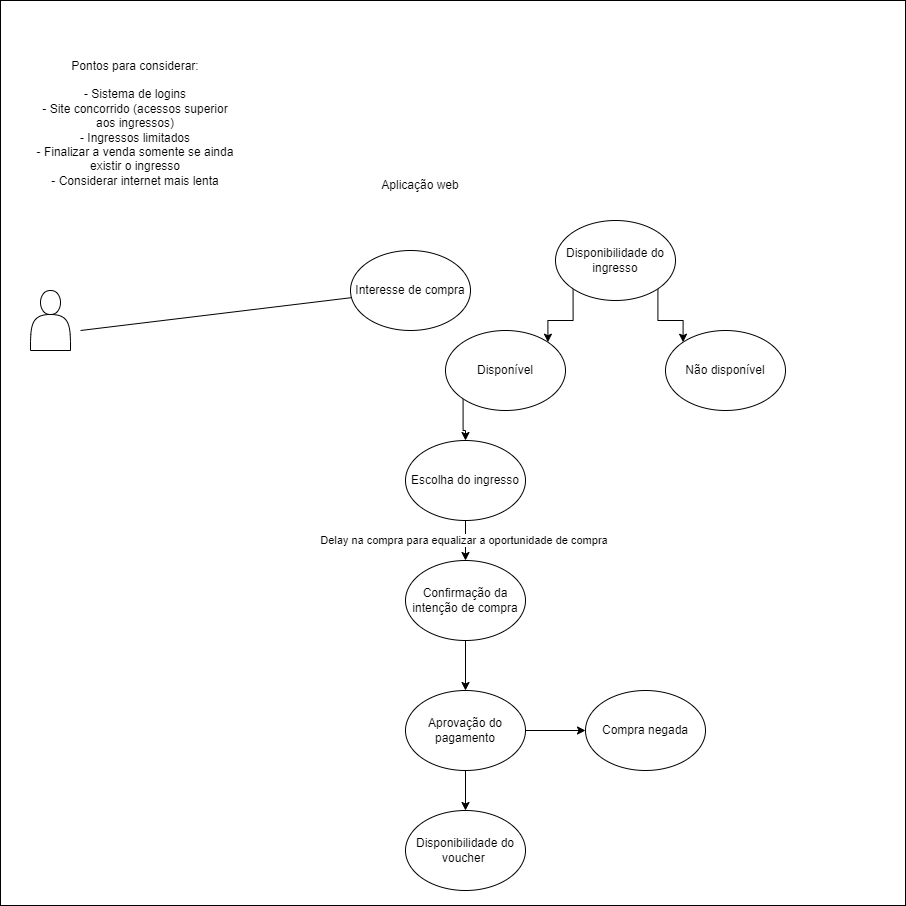 Pontos para considerar:
- Sistema de logins
- Site concorrido (acessos superior
aos ingressos)
- Ingressos limitados
- Finalizar a venda somente se ainda
existir o ingresso
- Considerar internet mais lenta
Aplicação web
Disponibilidade do
ingresso
Interesse de compra
Disponível
Não disponível
Escolha do ingresso
Delay na compra para equalizar a oportunidade de compra
Confirmação da
intenção de compra
Aprovação do
pagamento
Compra negada
Disponibilidade do
voucher